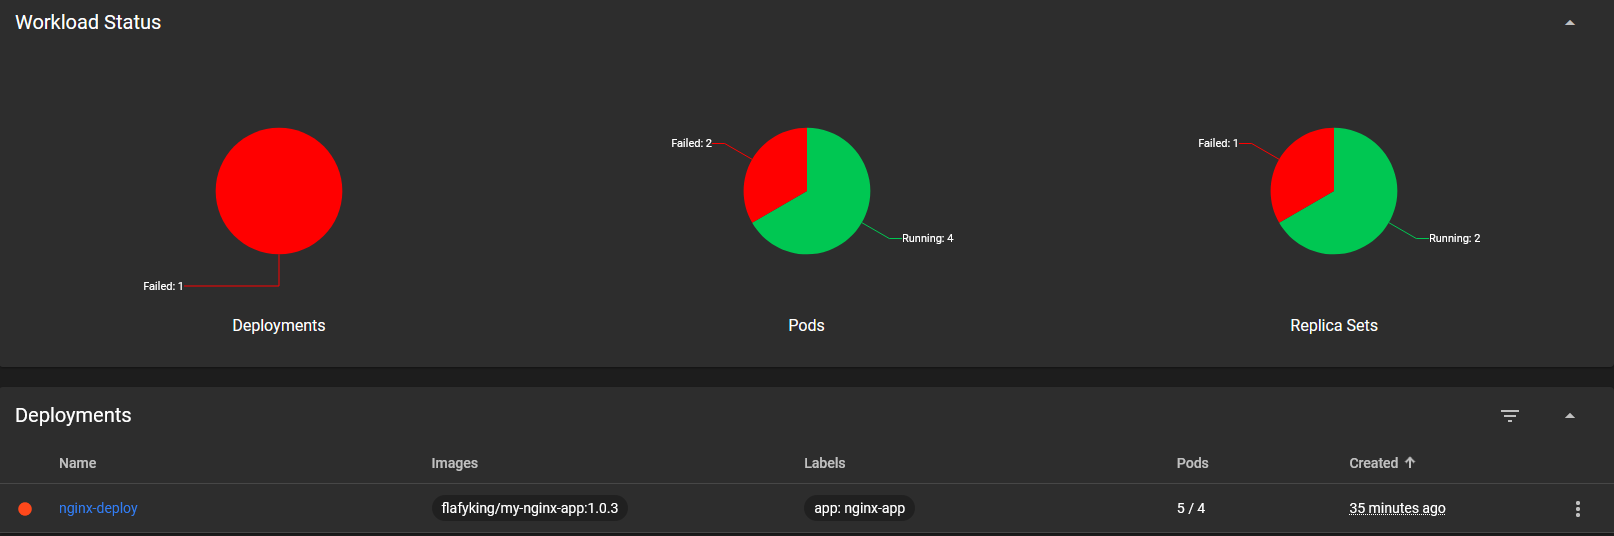 Workload Status
Failed: 2
Failed: 1
Running: 4
Running: 2
Failed: 1
Deployments
Pods
Replica Sets
Deployments
Name Images Labels Pods Created
nginx-deploy flafyking/my-nginx-app:1.0.3 app: nginx-app 5 / 4 35 minutes ago